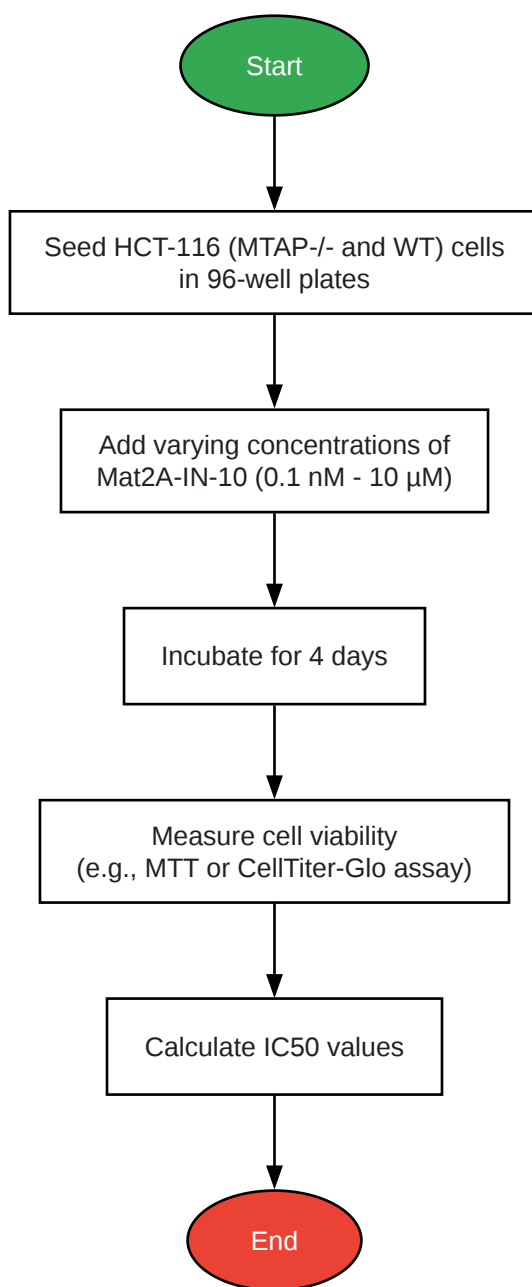 Start
Seed HCT-116 (MTAP-/- and WT) cells
in 96-well plates
Add varying concentrations of
Mat2A-IN-10 (0.1 nM - 10 µM)
Incubate for 4 days
Measure cell viability
(e.g., MTT or CellTiter-Glo assay)
Calculate IC50 values
End